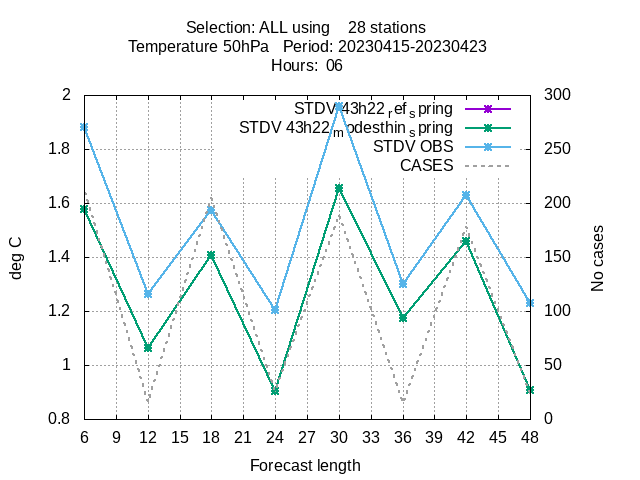 Selection: ALL using    28 stations
Temperature 50hPa   Period: 20230415-20230423
Hours:  06
2
1.8
1.6
1.4
1.2
1
0.8
300
250
200
150
100
50
0
deg C
No cases
STDV 43h22_ref_spring
STDV 43h22_modesthin_spring
STDV OBS
CASES
6 9 12 15 18 21 24 27 30 33 36 39 42 45 48
Forecast length